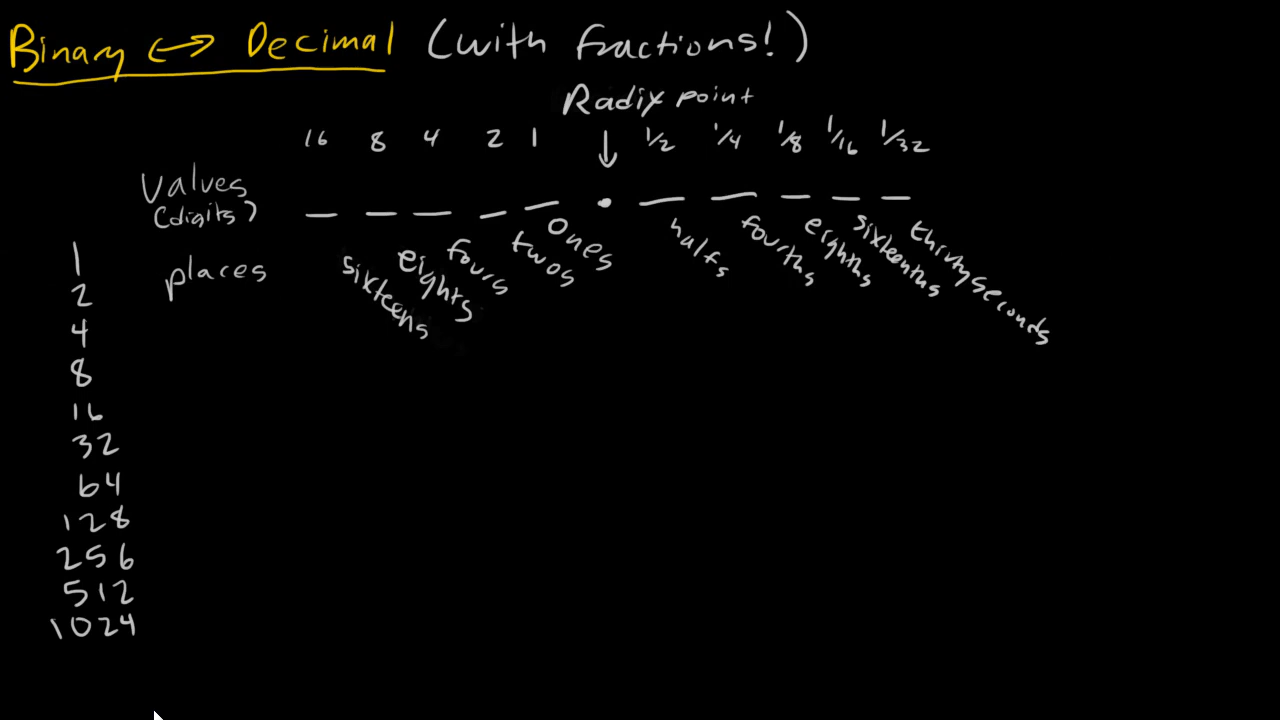 Binary ↔ Decimal (with fractions!)
Radix point
16 8 4 2 1 ↓ 1/2 1/4 1/8 1/16 1/32
Values
(digits)
places
sixteens eights fours twos ones halfs fourths eighths sixteenths thirtyseconds
1
2
4
8
16
32
64
128
256
512
1024